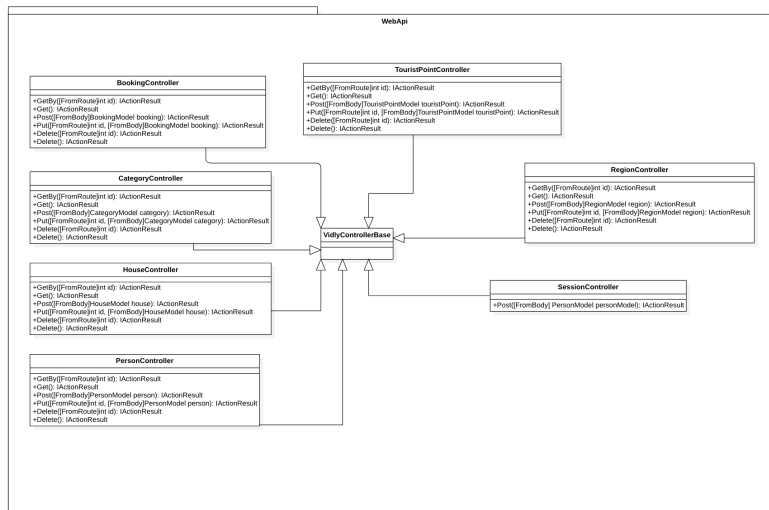 WebApi
BookingController
+GetBy([FromRoute]int id): IActionResult
+Get(): IActionResult
+Post([FromBody]BookingModel booking): IActionResult
+Put([FromRoute]int id, [FromBody]BookingModel booking): IActionResult
+Delete([FromRoute]int id): IActionResult
+Delete(): IActionResult
TouristPointController
+GetBy([FromRoute]int id): IActionResult
+Get(): IActionResult
+Post([FromBody]TouristPointModel touristPoint): IActionResult
+Put([FromRoute]int id, [FromBody]TouristPointModel touristPoint): IActionResult
+Delete([FromRoute]int id): IActionResult
+Delete(): IActionResult
CategoryController
+GetBy([FromRoute]int id): IActionResult
+Get(): IActionResult
+Post([FromBody]CategoryModel category): IActionResult
+Put([FromRoute]int id, [FromBody]CategoryModel category): IActionResult
+Delete([FromRoute]int id): IActionResult
+Delete(): IActionResult
RegionController
+GetBy([FromRoute]int id): IActionResult
+Get(): IActionResult
+Post([FromBody]RegionModel region): IActionResult
+Put([FromRoute]int id, [FromBody]RegionModel region): IActionResult
+Delete([FromRoute]int id): IActionResult
+Delete(): IActionResult
VidlyControllerBase
HouseController
+GetBy([FromRoute]int id): IActionResult
+Get(): IActionResult
+Post([FromBody]HouseModel house): IActionResult
+Put([FromRoute]int id, [FromBody]HouseModel house): IActionResult
+Delete([FromRoute]int id): IActionResult
+Delete(): IActionResult
SessionController
+Post([FromBody] PersonModel personModel): IActionResult
PersonController
+GetBy([FromRoute]int id): IActionResult
+Get(): IActionResult
+Post([FromBody]PersonModel person): IActionResult
+Put([FromRoute]int id, [FromBody]PersonModel person): IActionResult
+Delete([FromRoute]int id): IActionResult
+Delete(): IActionResult